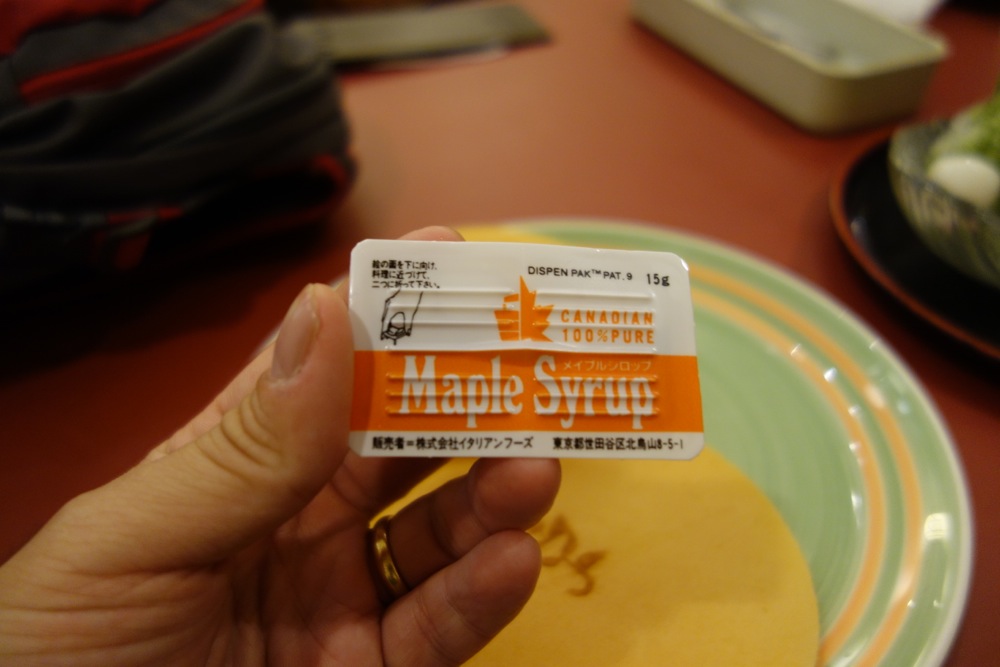 絵の面を下に向け、
料理に近づけて、
二つに折って下さい。
DISPEN PAK™ PAT. 9 15g
CANADIAN
100%PURE
メイプルシロップ
Maple Syrup
販売者=株式会社イタリアンフーズ 東京都世田谷区北烏山8-5-1